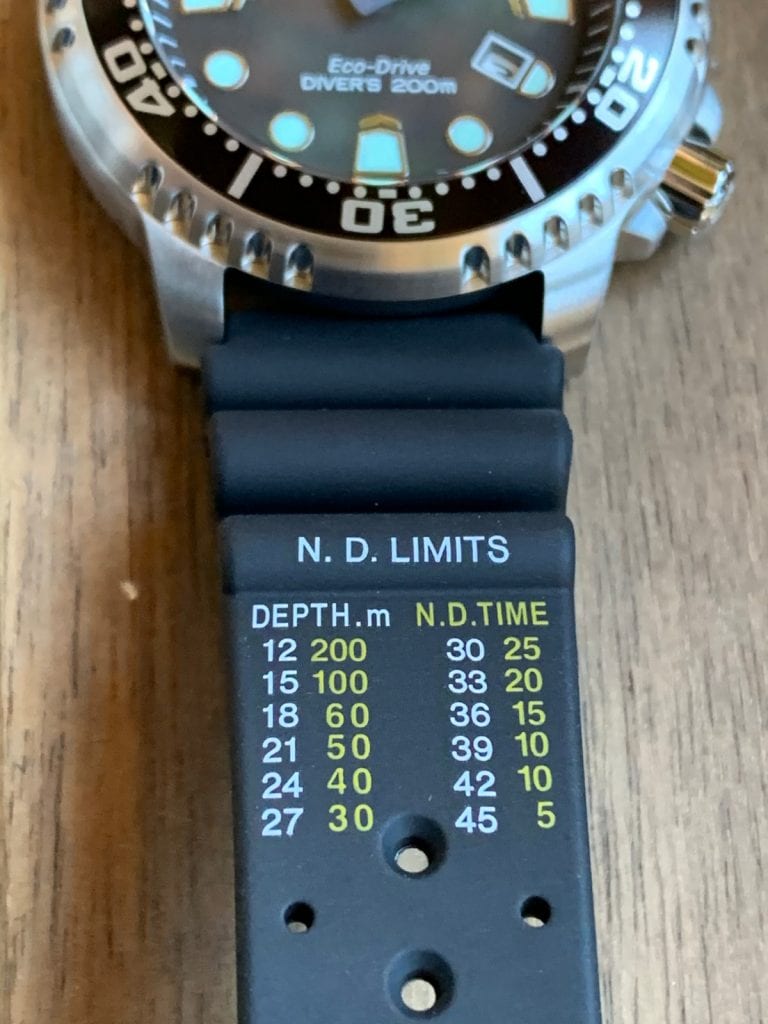 Eco-Drive
DIVER'S 200m
40
20
30
N. D. LIMITS
DEPTH.m N.D.TIME
12 200 30 25
15 100 33 20
18 60 36 15
21 50 39 10
24 40 42 10
27 30 45 5